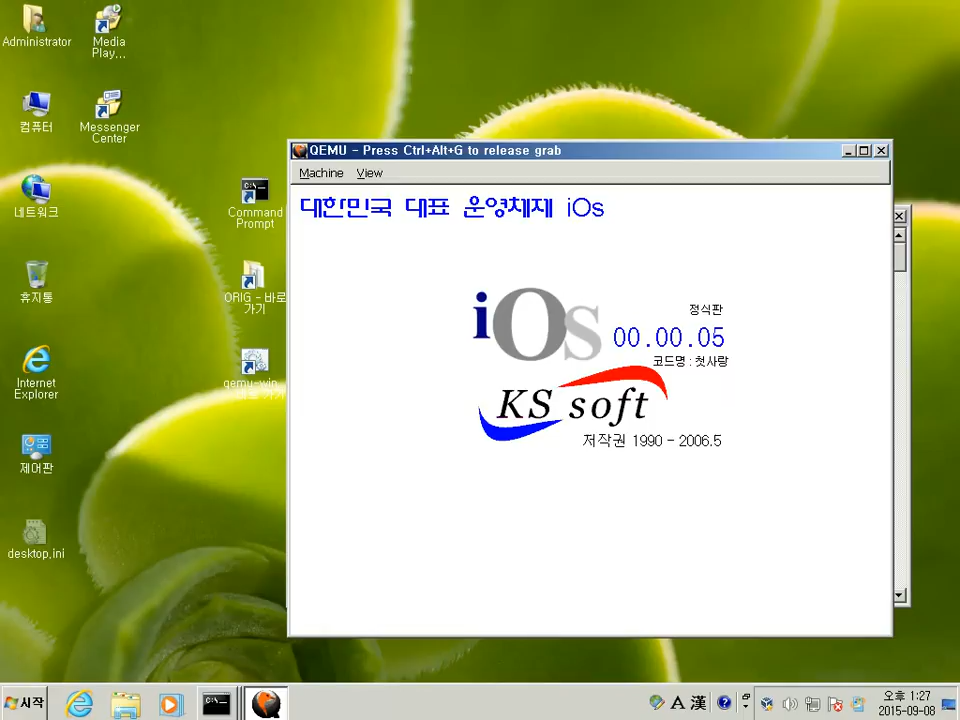 Administrator
Media
Play...
컴퓨터
Messenger
Center
네트워크
Command
Prompt
휴지통
ORIG - 바로
가기
Internet
Explorer
qemu-win
제어판
desktop.ini
QEMU - Press Ctrl+Alt+G to release grab
Machine View
대한민국 대표 운영체제 iOs
iOs
정식판
00.00.05
코드명 : 첫사랑
KS soft
저작권 1990 - 2006.5
시작
C:\
A 漢
오후 1:27
2015-09-08